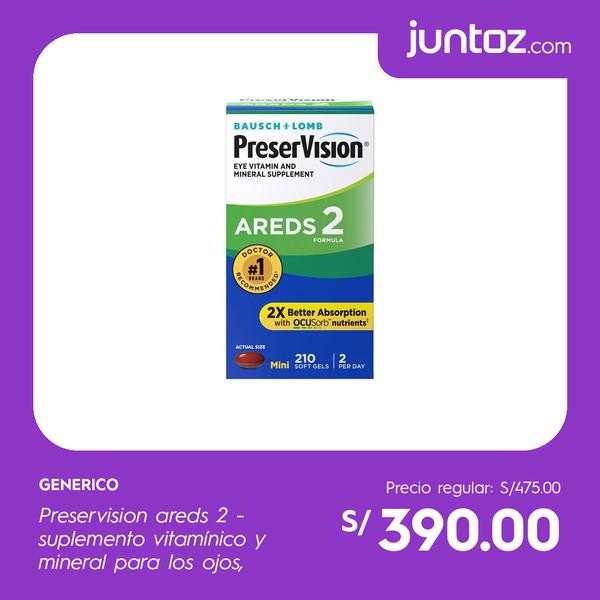 juntoz.com
PreserVision
BAUSCH + LOMB
PreserVision®
EYE VITAMIN AND
MINERAL SUPPLEMENT
AREDS 2
FORMULA
DOCTOR
#1
BRAND
RECOMMENDED
2X Better Absorption
with OCUSorb™ nutrients‡
ACTUAL SIZE
Mini
210
SOFT GELS
2
PER DAY
GENERICO
Precio regular: S/475.00
Preservision areds 2 -
suplemento vitamínico y
mineral para los ojos,
S/ 390.00